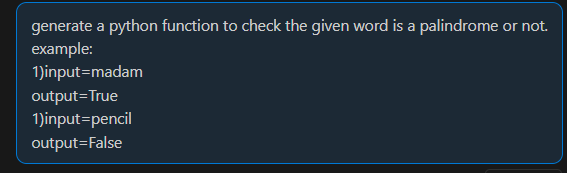 generate a python function to check the given word is a palindrome or not.
example:
1)input=madam
output=True
1)input=pencil
output=False